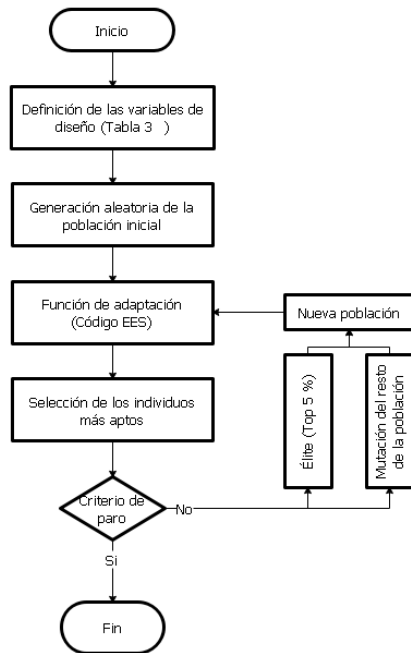 Inicio
Definición de las variables de
diseño (Tabla 3 )
Generación aleatoria de la
población inicial
Función de adaptación
(Código EES)
Nueva población
Selección de los individuos
más aptos
Élite (Top 5 %)
Mutación del resto
de la población
Criterio de
paro
No
Si
Fin